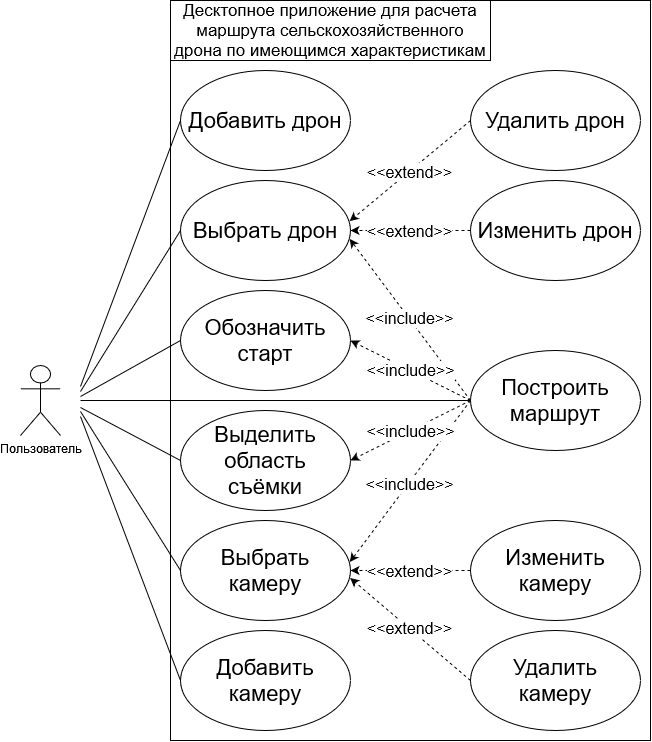 Десктопное приложение для расчета
маршрута сельскохозяйственного
дрона по имеющимся характеристикам
Добавить дрон
Удалить дрон
<<extend>>
Выбрать дрон
<<extend>>
Изменить дрон
<<include>>
Обозначить
старт
<<include>>
Построить
маршрут
Пользователь
<<include>>
Выделить
область
съёмки
<<include>>
Выбрать
камеру
<<extend>>
Изменить
камеру
<<extend>>
Добавить
камеру
Удалить
камеру